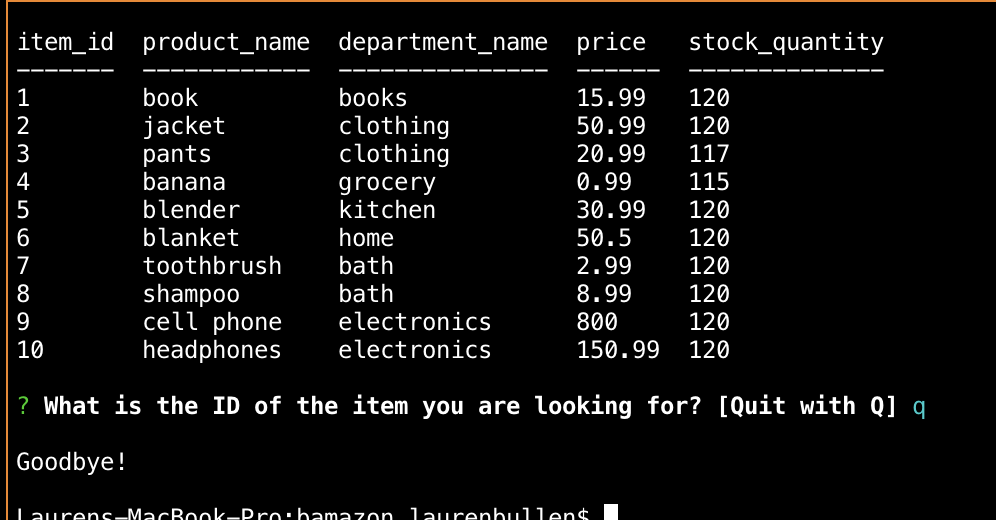 item_id  product_name  department_name  price   stock_quantity
-------  ------------  ---------------  ------  --------------
1        book          books            15.99   120
2        jacket        clothing         50.99   120
3        pants         clothing         20.99   117
4        banana        grocery          0.99    115
5        blender       kitchen          30.99   120
6        blanket       home             50.5    120
7        toothbrush    bath             2.99    120
8        shampoo       bath             8.99    120
9        cell phone    electronics      800     120
10       headphones    electronics      150.99  120
? What is the ID of the item you are looking for? [Quit with Q] q
Goodbye!
Laurens-MacBook-Pro:bamazon laurenbullen$